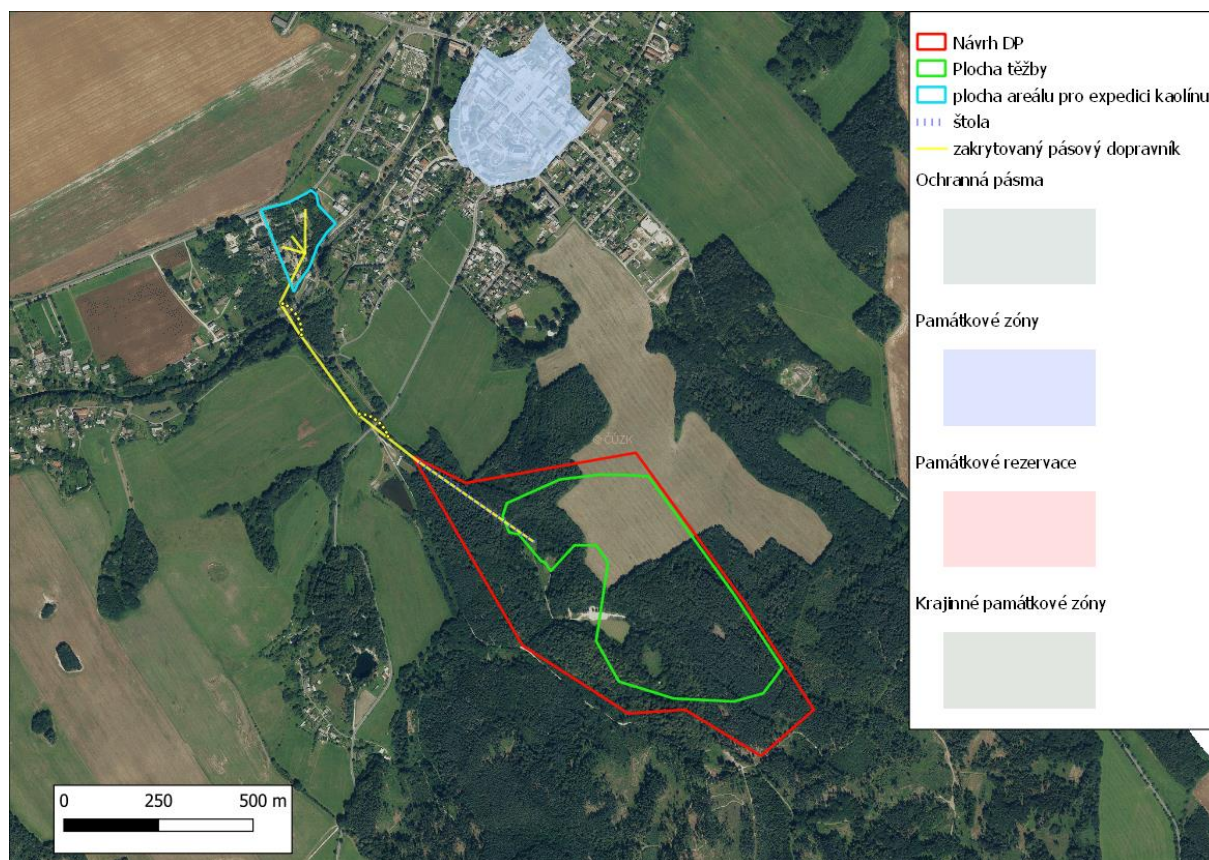 Návrh DP
Plocha těžby
plocha areálu pro expedici kaolínu
štola
zakrytovaný pásový dopravník
Ochranná pásma
Památkové zóny
Památkové rezervace
Krajinné památkové zóny
© ČÚZK
0 250 500 m